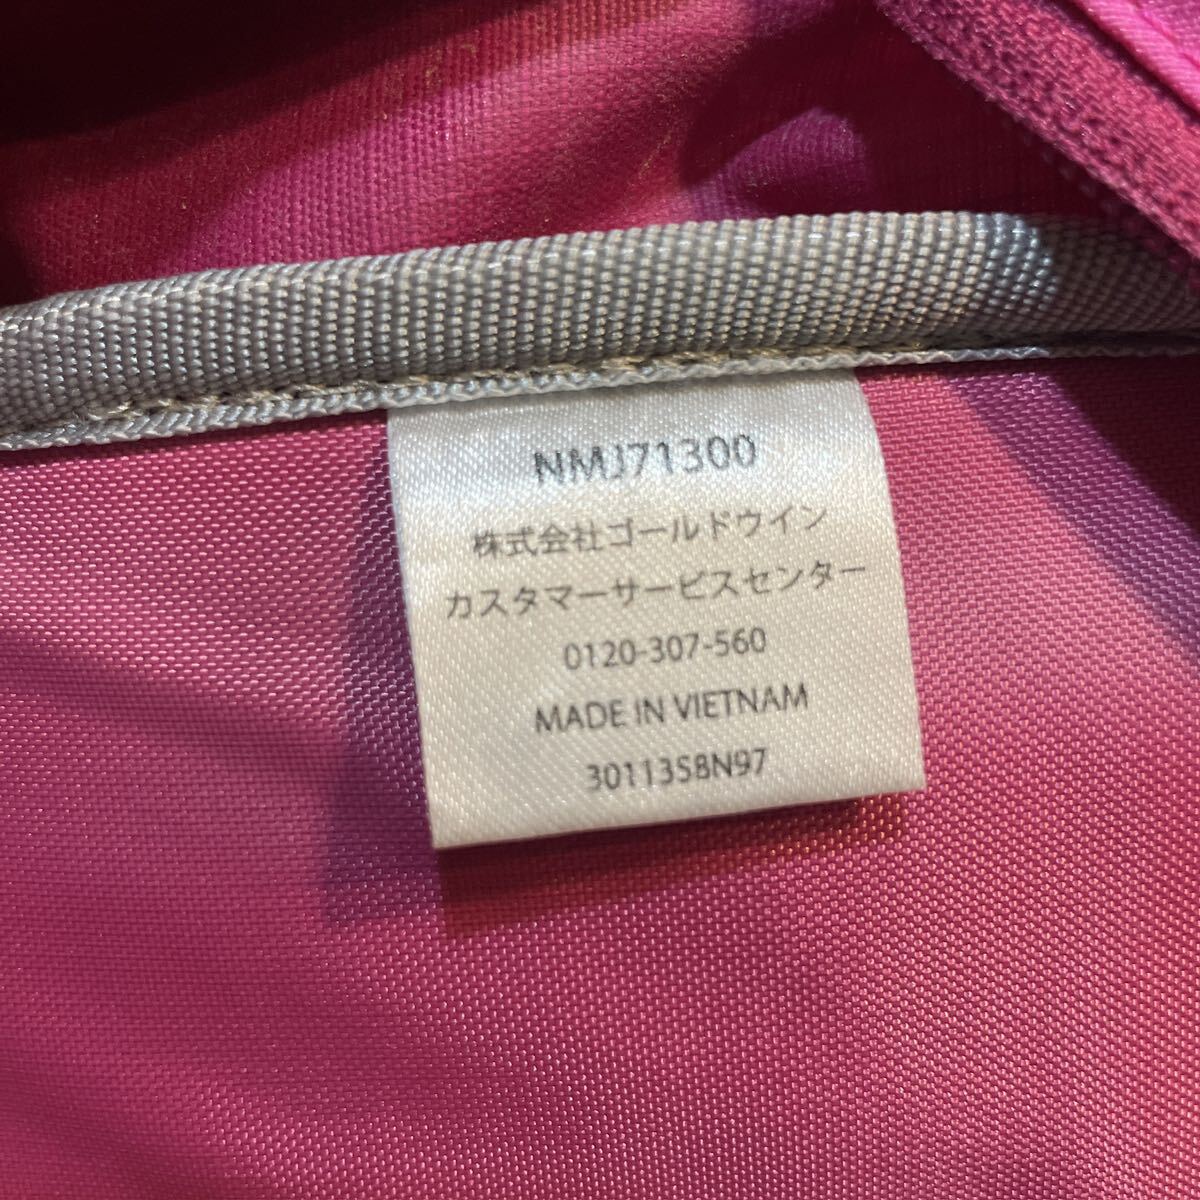 NMJ71300
株式会社ゴールドウイン
カスタマーサービスセンター
0120-307-560
MADE IN VIETNAM
301135BN97